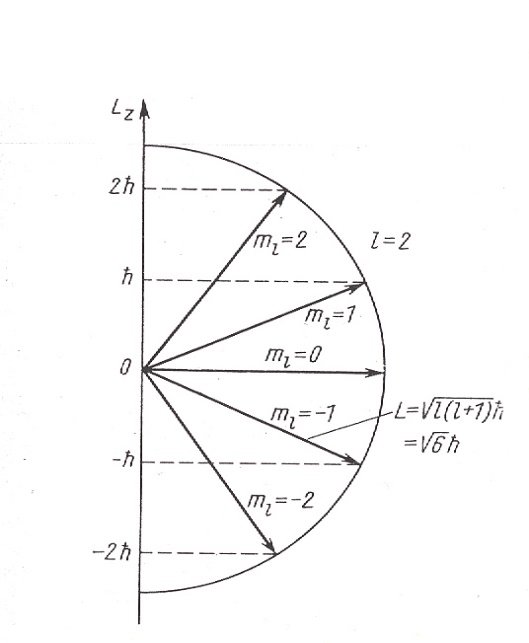 L_z
2ħ
m_l=2
l=2
ħ
m_l=1
0
m_l=0
m_l=-1
L=√l(l+1)ħ
=√6ħ
-ħ
m_l=-2
-2ħ